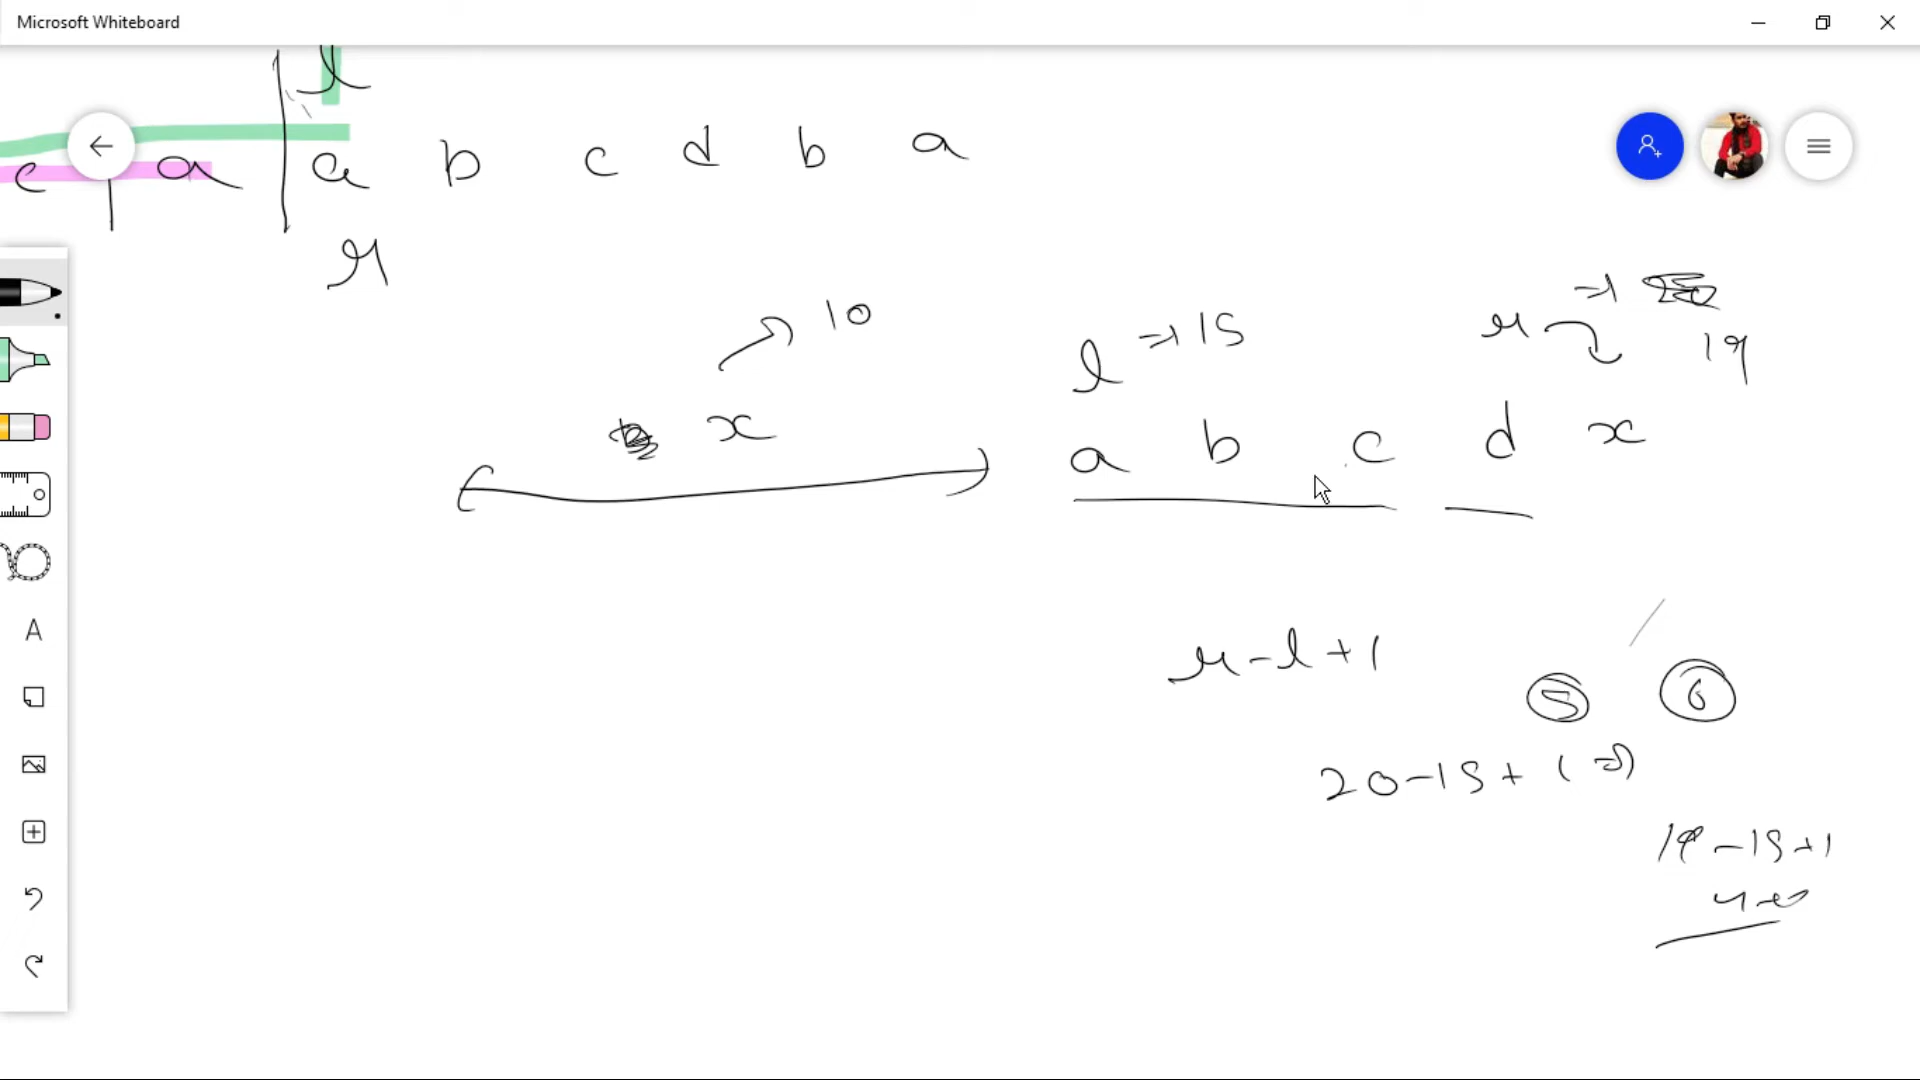 Microsoft Whiteboard
l
c a a b c d b a
r
10
l => 15
r => 19
x
a b c d x
r-l+1
5 6
20-15+1 =>
19-15+1
A